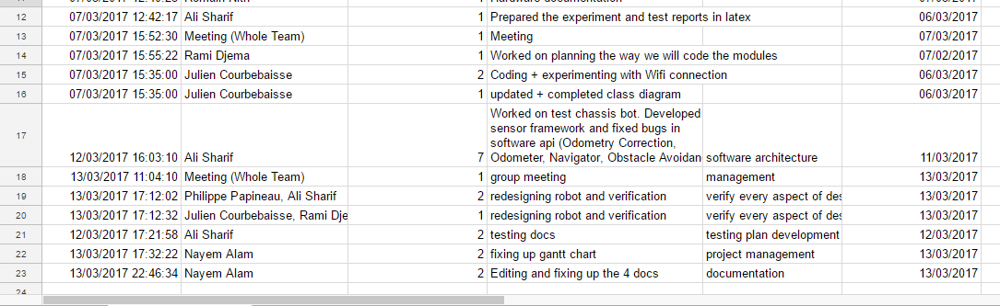 12 07/03/2017 12:42:17 Ali Sharif 1 Prepared the experiment and test reports in latex 06/03/2017
13 07/03/2017 15:52:30 Meeting (Whole Team) 1 Meeting 07/03/2017
14 07/03/2017 15:55:22 Rami Djema 1 Worked on planning the way we will code the modules 07/02/2017
15 07/03/2017 15:35:00 Julien Courbebaisse 2 Coding + experimenting with Wifi connection 06/03/2017
16 07/03/2017 15:35:00 Julien Courbebaisse 1 updated + completed class diagram 06/03/2017
Worked on test chassis bot. Developed
sensor framework and fixed bugs in
17 software api (Odometry Correction,
12/03/2017 16:03:10 Ali Sharif 7 Odometer, Navigator, Obstacle Avoidan software architecture 11/03/2017
18 13/03/2017 11:04:10 Meeting (Whole Team) 1 group meeting management 13/03/2017
19 13/03/2017 17:12:02 Philippe Papineau, Ali Sharif 2 redesigning robot and verification verify every aspect of des 13/03/2017
20 13/03/2017 17:12:32 Julien Courbebaisse, Rami Dje 1 redesigning robot and verification verify every aspect of des 13/03/2017
21 12/03/2017 17:21:58 Ali Sharif 2 testing docs testing plan development 12/03/2017
22 13/03/2017 17:32:22 Nayem Alam 2 fixing up gantt chart project management 13/03/2017
23 13/03/2017 22:46:34 Nayem Alam 2 Editing and fixing up the 4 docs documentation 13/03/2017
24